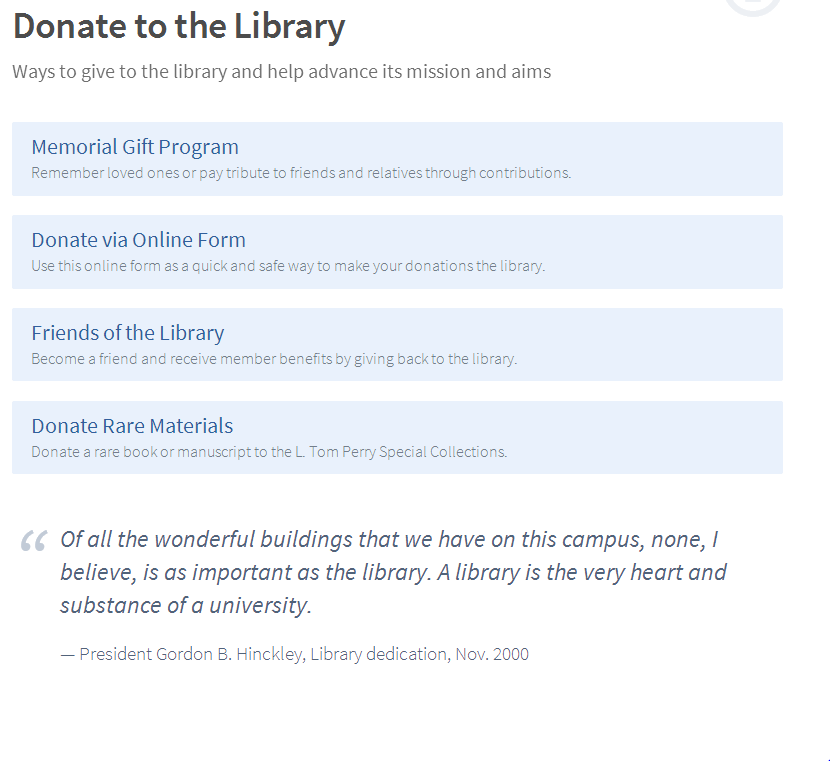 Donate to the Library
Ways to give to the library and help advance its mission and aims
Memorial Gift Program
Remember loved ones or pay tribute to friends and relatives through contributions.
Donate via Online Form
Use this online form as a quick and safe way to make your donations the library.
Friends of the Library
Become a friend and receive member benefits by giving back to the library.
Donate Rare Materials
Donate a rare book or manuscript to the L. Tom Perry Special Collections.
“ Of all the wonderful buildings that we have on this campus, none, I
believe, is as important as the library. A library is the very heart and
substance of a university.
— President Gordon B. Hinckley, Library dedication, Nov. 2000